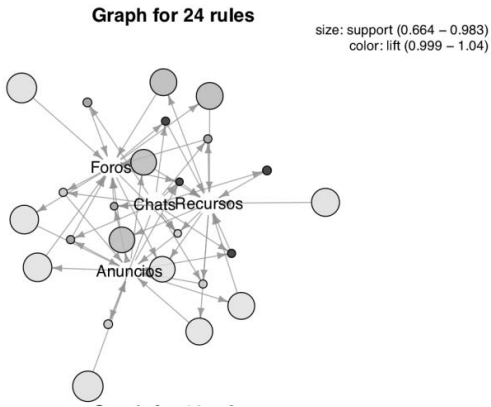 Graph for 24 rules
size: support (0.664 – 0.983)
color: lift (0.999 – 1.04)
Foros
ChatsRecursos
Anuncios